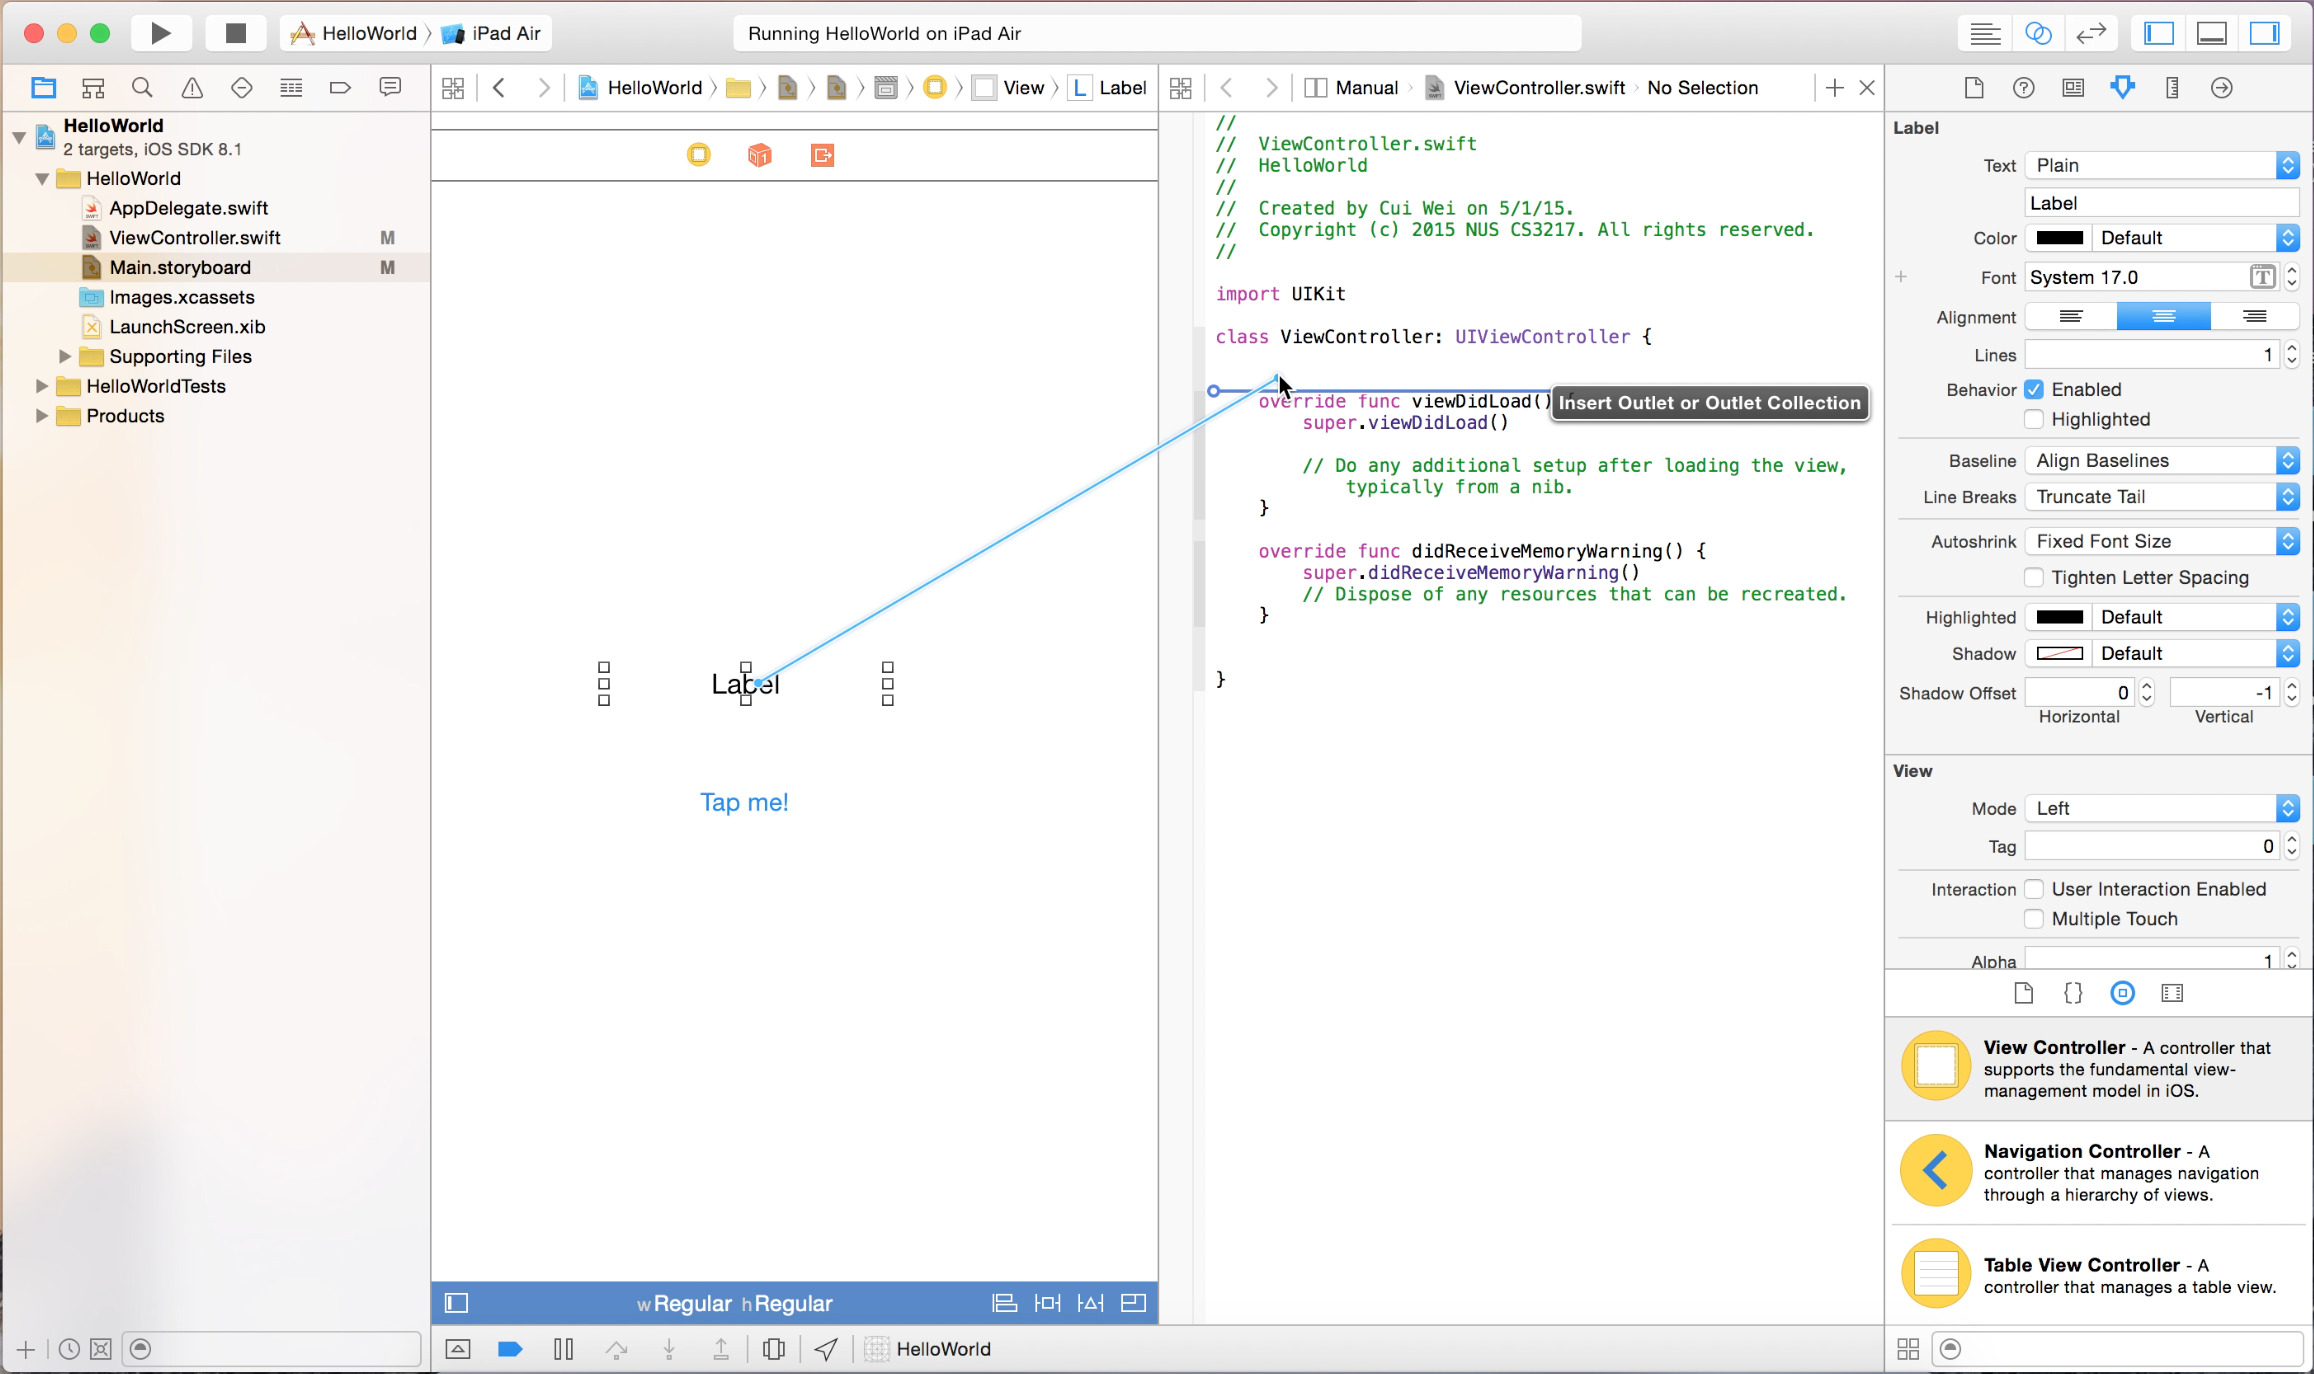 HelloWorld
iPad Air
Running HelloWorld on iPad Air
HelloWorld
View
L
Label
Manual
ViewController.swift
No Selection
HelloWorld
2 targets, iOS SDK 8.1
HelloWorld
AppDelegate.swift
ViewController.swift
M
Main.storyboard
M
Images.xcassets
LaunchScreen.xib
Supporting Files
HelloWorldTests
Products
Label
Tap me!
w Regular h Regular
HelloWorld
//
// ViewController.swift
// HelloWorld
//
// Created by Cui Wei on 5/1/15.
// Copyright (c) 2015 NUS CS3217. All rights reserved.
//
import UIKit
class ViewController: UIViewController {
override func viewDidLoad()
Insert Outlet or Outlet Collection
super.viewDidLoad()
// Do any additional setup after loading the view,
typically from a nib.
}
override func didReceiveMemoryWarning() {
super.didReceiveMemoryWarning()
// Dispose of any resources that can be recreated.
}
}
Label
Text
Plain
Label
Color
Default
Font
System 17.0
T
Alignment
Lines
1
Behavior
Enabled
Highlighted
Baseline
Align Baselines
Line Breaks
Truncate Tail
Autoshrink
Fixed Font Size
Tighten Letter Spacing
Highlighted
Default
Shadow
Default
Shadow Offset
0
-1
Horizontal
Vertical
View
Mode
Left
Tag
0
Interaction
User Interaction Enabled
Multiple Touch
Alpha
1
View Controller - A controller that
supports the fundamental view-
management model in iOS.
Navigation Controller - A
controller that manages navigation
through a hierarchy of views.
Table View Controller - A
controller that manages a table view.